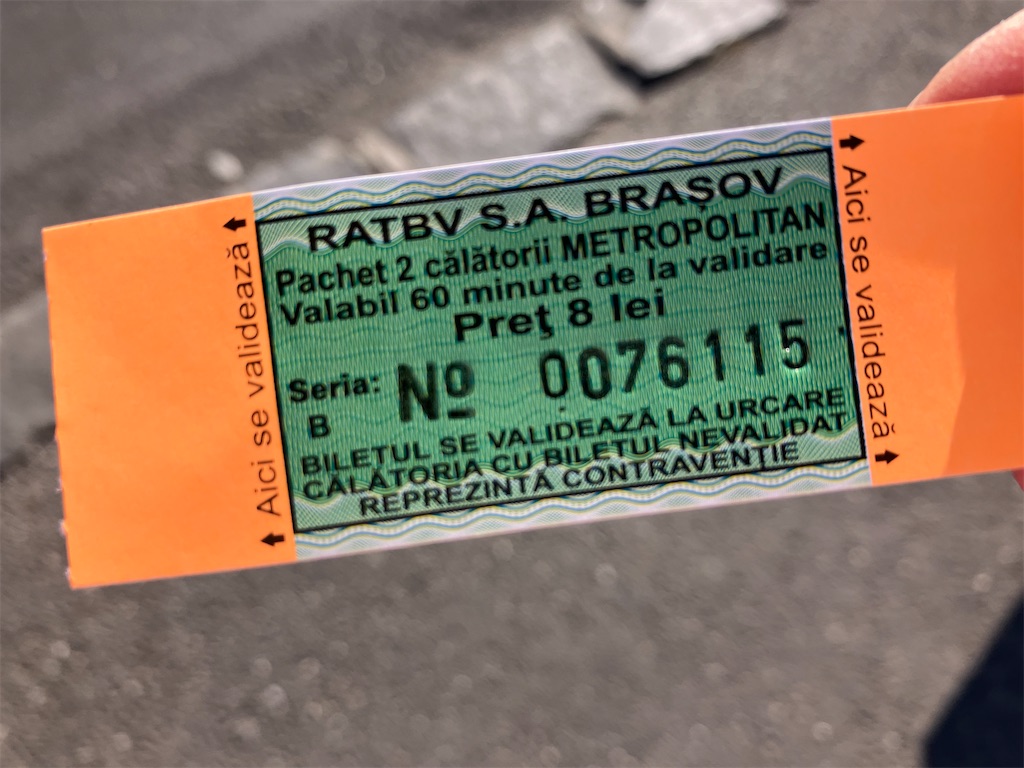 Aici se validează
RATBV S.A. BRAŞOV
Pachet 2 călătorii METROPOLITAN
Valabil 60 minute de la validare
Preţ 8 lei
Seria: Nº 0076115
B
BILETUL SE VALIDEAZĂ LA URCARE
CĂLĂTORIA CU BILETUL NEVALIDAT
REPREZINTĂ CONTRAVENŢIE
Aici se validează